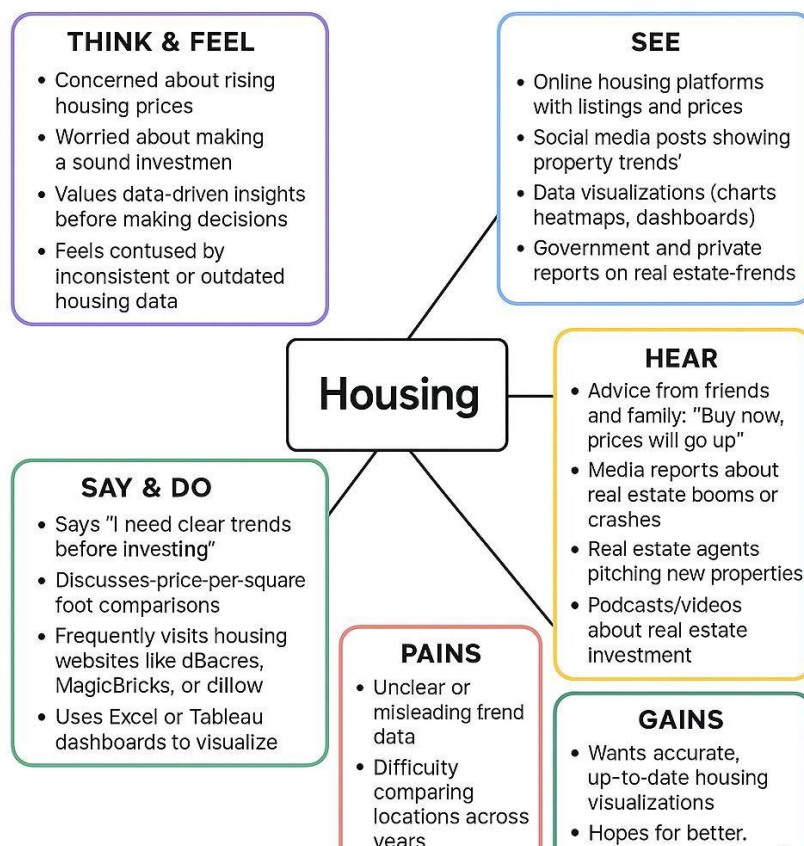 THINK & FEEL
• Concerned about rising
housing prices
• Worried about making
a sound investmen
• Values data-driven insights
before making decisions
• Feels contused by
inconsistent or outdated
housing data
SEE
• Online housing platforms
with listings and prices
• Social media posts showing
property trends'
• Data visualizations (charts
heatmaps, dashboards)
• Government and private
reports on real estate-frends
Housing
HEAR
• Advice from friends
and family: "Buy now,
prices will go up"
• Media reports about
real estate booms or
crashes
• Real estate agents
pitching new properties
• Podcasts/videos
about real estate
investment
SAY & DO
• Says "I need clear trends
before investing"
• Discusses-price-per-square
foot comparisons
• Frequently visits housing
websites like dBacres,
MagicBricks, or dillow
• Uses Excel or Tableau
dashboards to visualize
PAINS
• Unclear or
misleading frend
data
• Difficulty
comparing
locations across
years
GAINS
• Wants accurate,
up-to-date housing
visualizations
• Hopes for better.